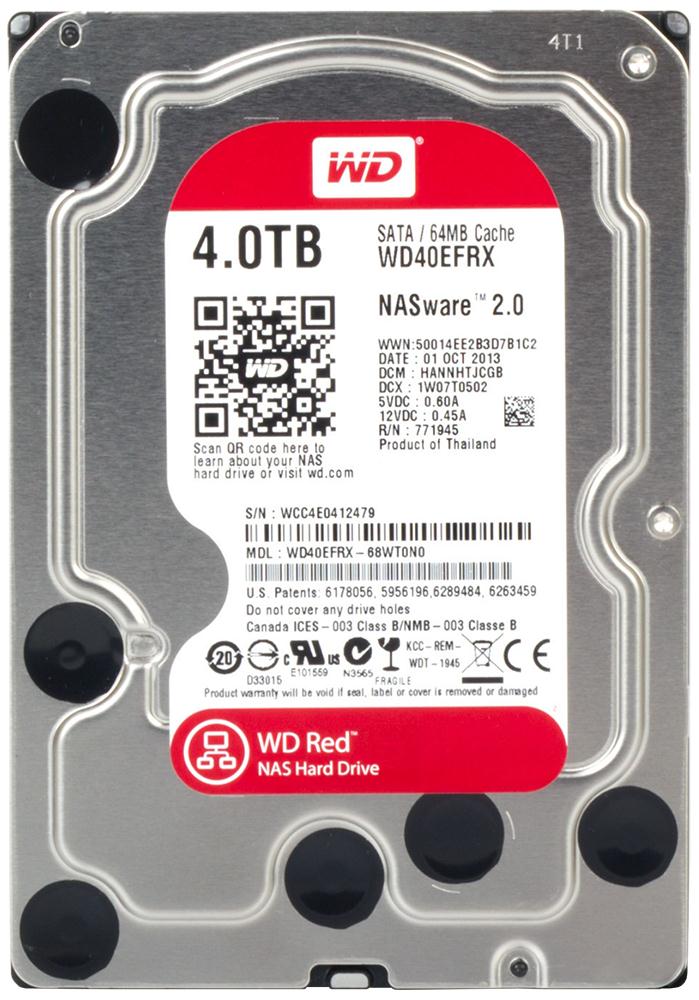 4T1
WD®
4.0TB
SATA / 64MB Cache
WD40EFRX
NASware™ 2.0
WD
Scan QR code here to
learn about your NAS
hard drive or visit wd.com
WWN:50014EE2B3D7B1C2
DATE : 01 OCT 2013
DCM : HANNHTJCGB
DCX : 1W07T0502
5VDC : 0.60A
12VDC : 0.45A
R/N : 771945
Product of Thailand
S/N : WCC4E0412479
MDL : WD40EFRX-68WT0N0
U.S. Patents: 6178056, 5956196,6289484, 6263459
Do not cover any drive holes
Canada ICES - 003 Class B/NMB - 003 Classe B
20 D33015 c RU us E101559 N3565 FRAGILE KCC-REM-
WDT-1945 CE
Product warranty will be void if seal, label or cover is removed or damaged
WD Red™
NAS Hard Drive